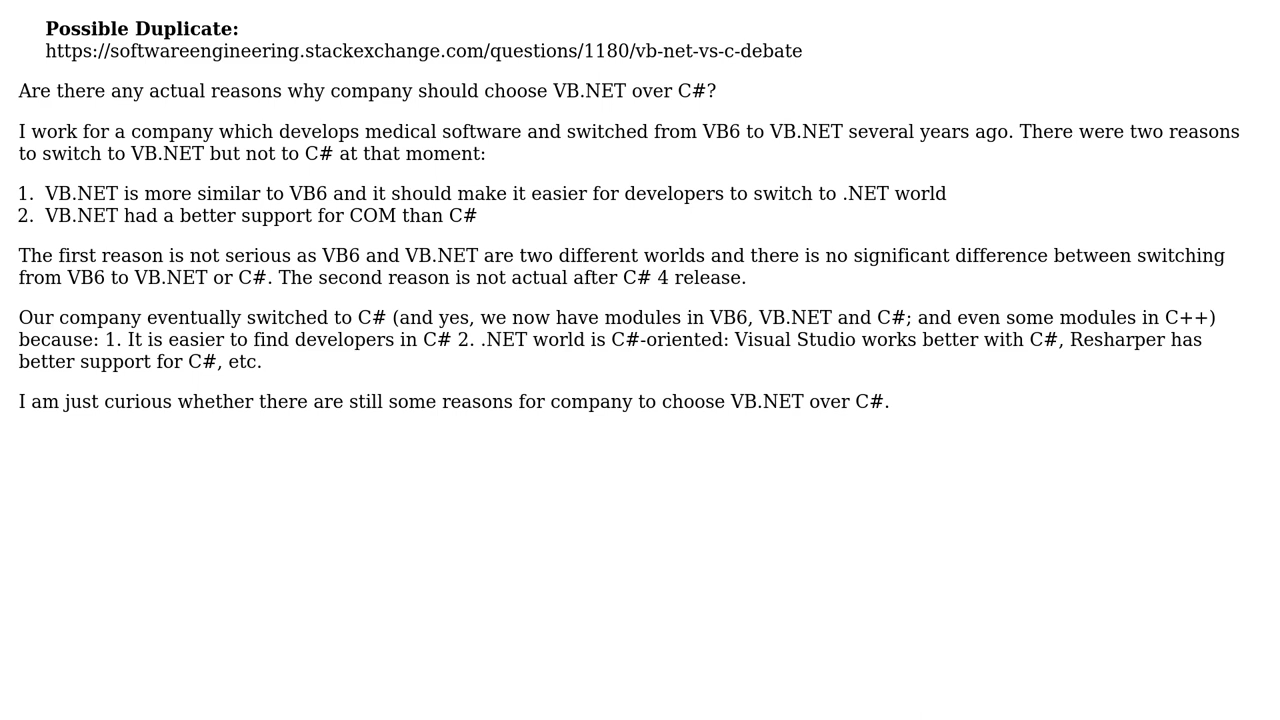 Possible Duplicate:
https://softwareengineering.stackexchange.com/questions/1180/vb-net-vs-c-debate
Are there any actual reasons why company should choose VB.NET over C#?
I work for a company which develops medical software and switched from VB6 to VB.NET several years ago. There were two reasons
to switch to VB.NET but not to C# at that moment:
1. VB.NET is more similar to VB6 and it should make it easier for developers to switch to .NET world
2. VB.NET had a better support for COM than C#
The first reason is not serious as VB6 and VB.NET are two different worlds and there is no significant difference between switching
from VB6 to VB.NET or C#. The second reason is not actual after C# 4 release.
Our company eventually switched to C# (and yes, we now have modules in VB6, VB.NET and C#; and even some modules in C++)
because: 1. It is easier to find developers in C# 2. .NET world is C#-oriented: Visual Studio works better with C#, Resharper has
better support for C#, etc.
I am just curious whether there are still some reasons for company to choose VB.NET over C#.